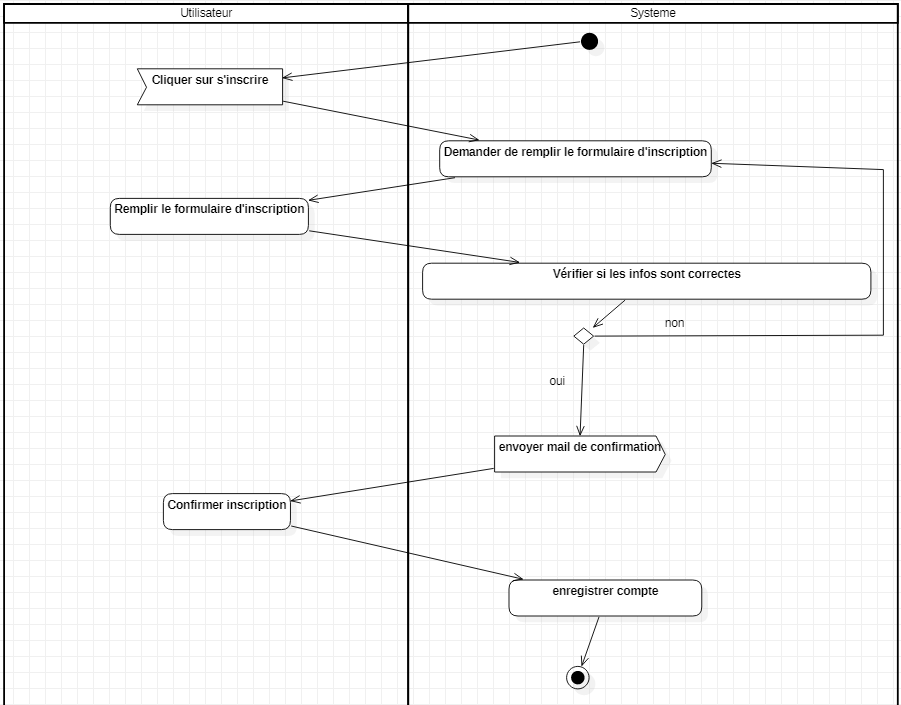 Utilisateur
Systeme
Cliquer sur s'inscrire
Demander de remplir le formulaire d'inscription
Remplir le formulaire d'inscription
Vérifier si les infos sont correctes
non
oui
envoyer mail de confirmation
Confirmer inscription
enregistrer compte